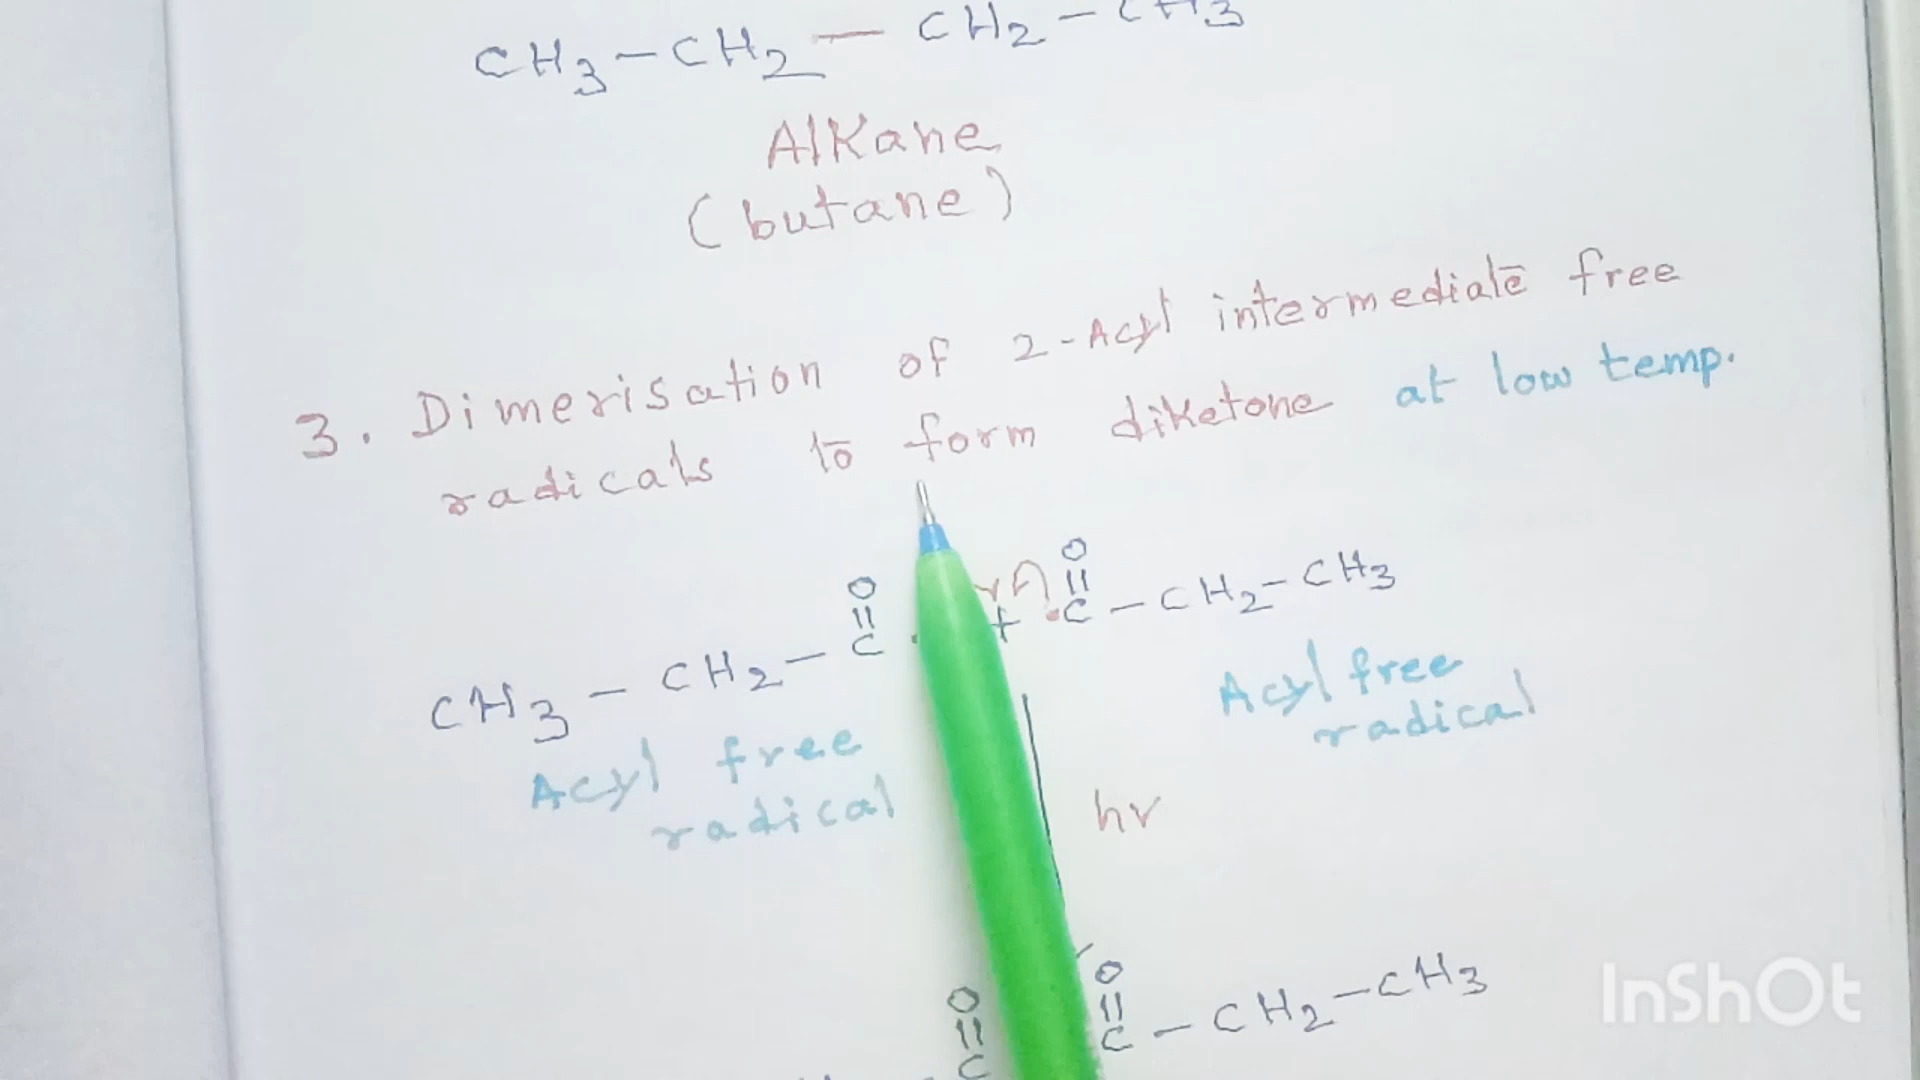 CH3 – CH2 – CH2 – CH3
Alkane
(butane)
3. Dimerisation of 2-Acyl intermediate free
radicals to form diketone at low temp.
O O
|| ||
CH3 – CH2 – C · + ·C – CH2 – CH3
Acyl free
radical
Acyl free
radical
hv
O O
|| ||
C C – CH2 – CH3
InShOt